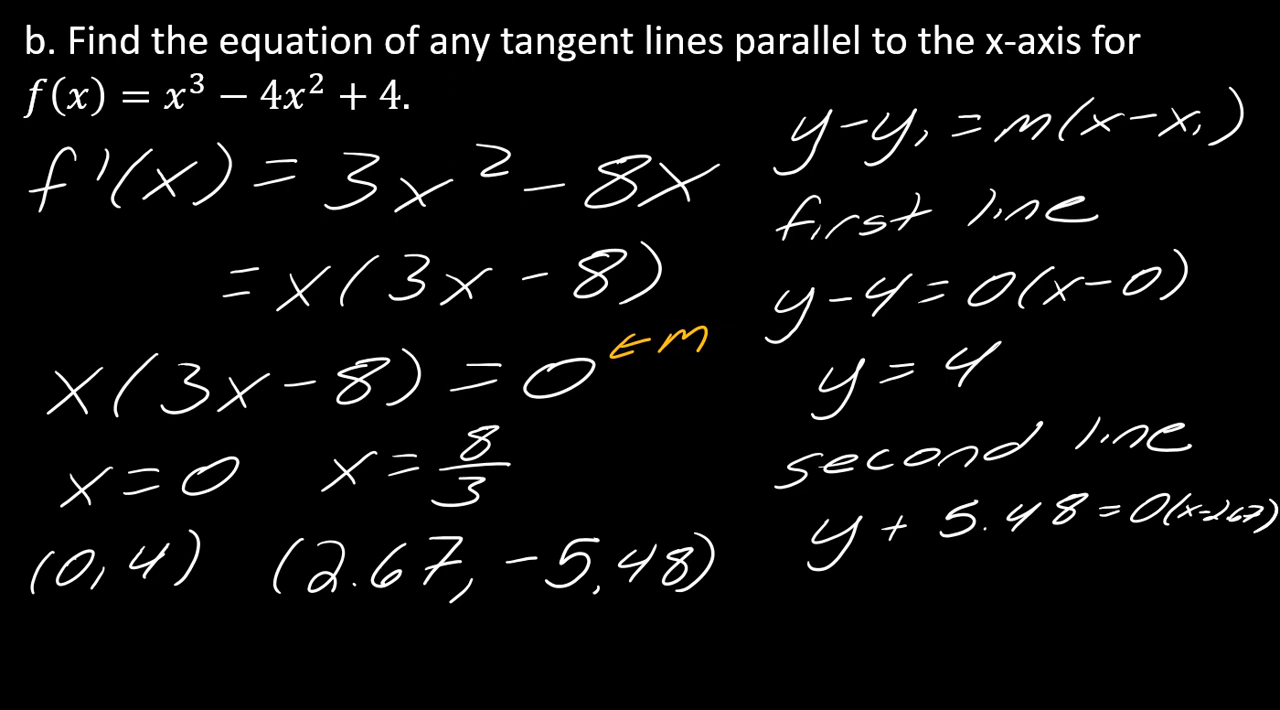 b. Find the equation of any tangent lines parallel to the x-axis for
f(x) = x³ − 4x² + 4.
f'(x) = 3x² − 8x
= x(3x − 8)
x(3x − 8) = 0 ← m
x = 0 x = 8/3
(0, 4) (2.67, −5.48)
y − y₁ = m(x − x₁)
first line
y − 4 = 0(x − 0)
y = 4
second line
y + 5.48 = 0(x−2.67)